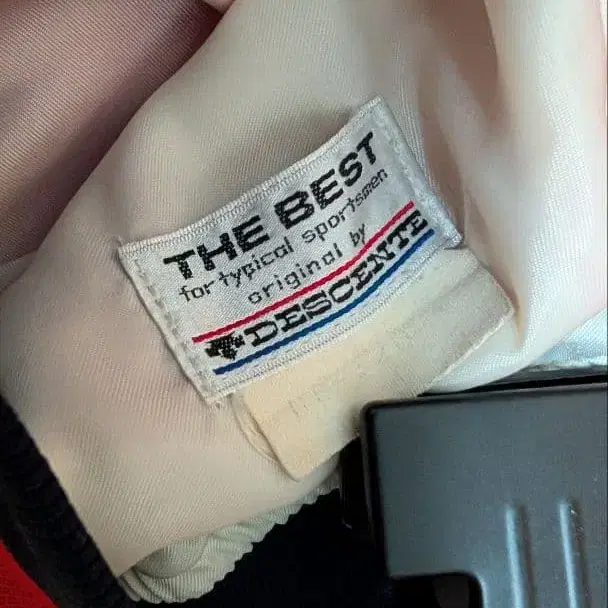 THE BEST
for typical sportsmen
original by
DESCENTE